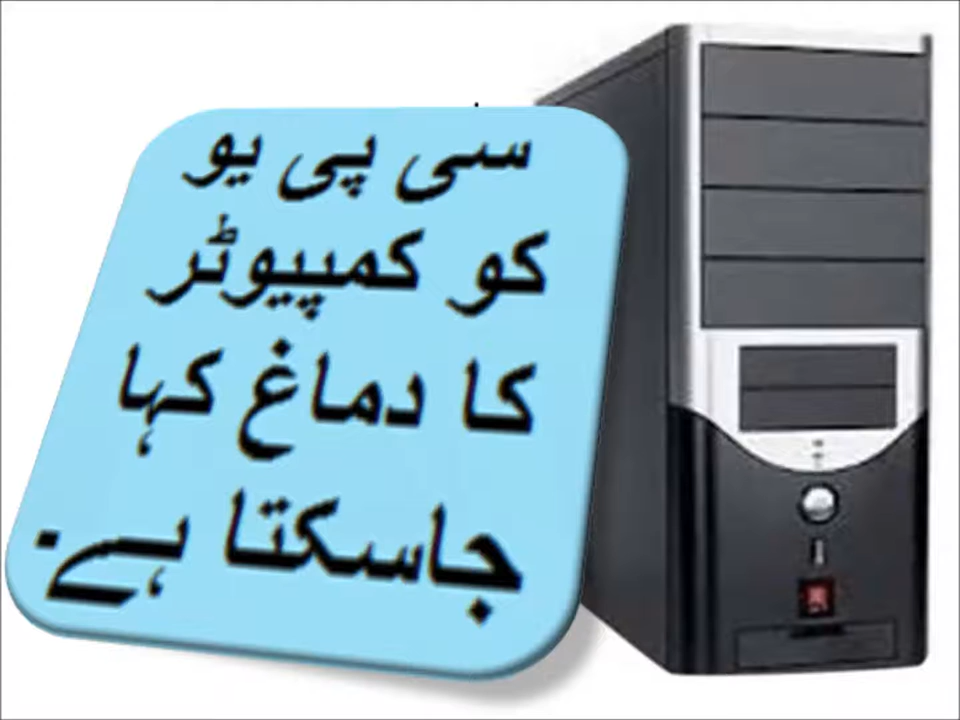 سی پی یو
کو کمپیوٹر
کا دماغ کہا
جاسکتا ہے.